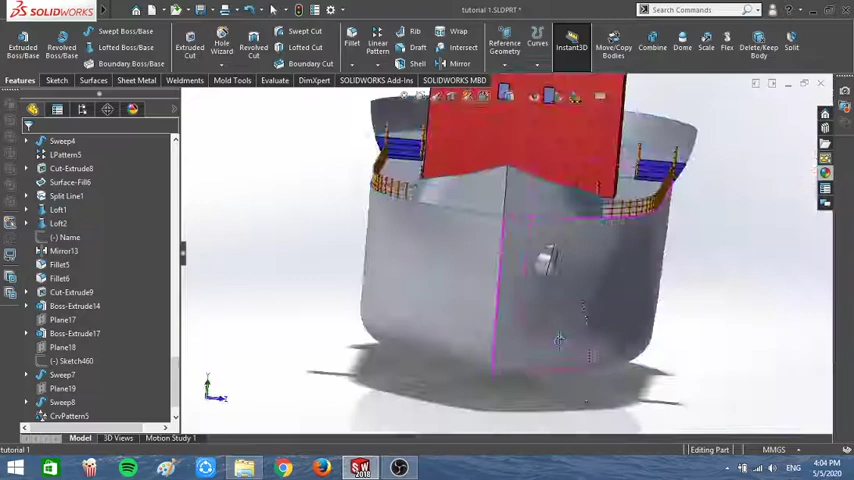 SOLIDWORKS
tutorial 1.SLDPRT *
Search Commands
Extruded Boss/Base
Revolved Boss/Base
Swept Boss/Base
Lofted Boss/Base
Boundary Boss/Base
Extruded Cut
Hole Wizard
Revolved Cut
Swept Cut
Lofted Cut
Boundary Cut
Fillet
Linear Pattern
Rib
Draft
Shell
Wrap
Intersect
Mirror
Reference Geometry
Curves
Instant3D
Move/Copy Bodies
Combine
Dome
Scale
Flex
Delete/Keep Body
Split
Features
Sketch
Surfaces
Sheet Metal
Weldments
Mold Tools
Evaluate
DimXpert
SOLIDWORKS Add-Ins
SOLIDWORKS MBD
Sweep4
LPattern5
Cut-Extrude8
Surface-Fill6
Split Line1
Loft1
Loft2
(-) Name
Mirror13
Fillet5
Fillet6
Cut-Extrude9
Boss-Extrude14
Plane17
Boss-Extrude17
Plane18
(-) Sketch460
Sweep7
Plane19
Sweep8
CrvPattern5
Model
3D Views
Motion Study 1
tutorial 1
Editing Part
MMGS
ENG
4:04 PM
5/5/2020